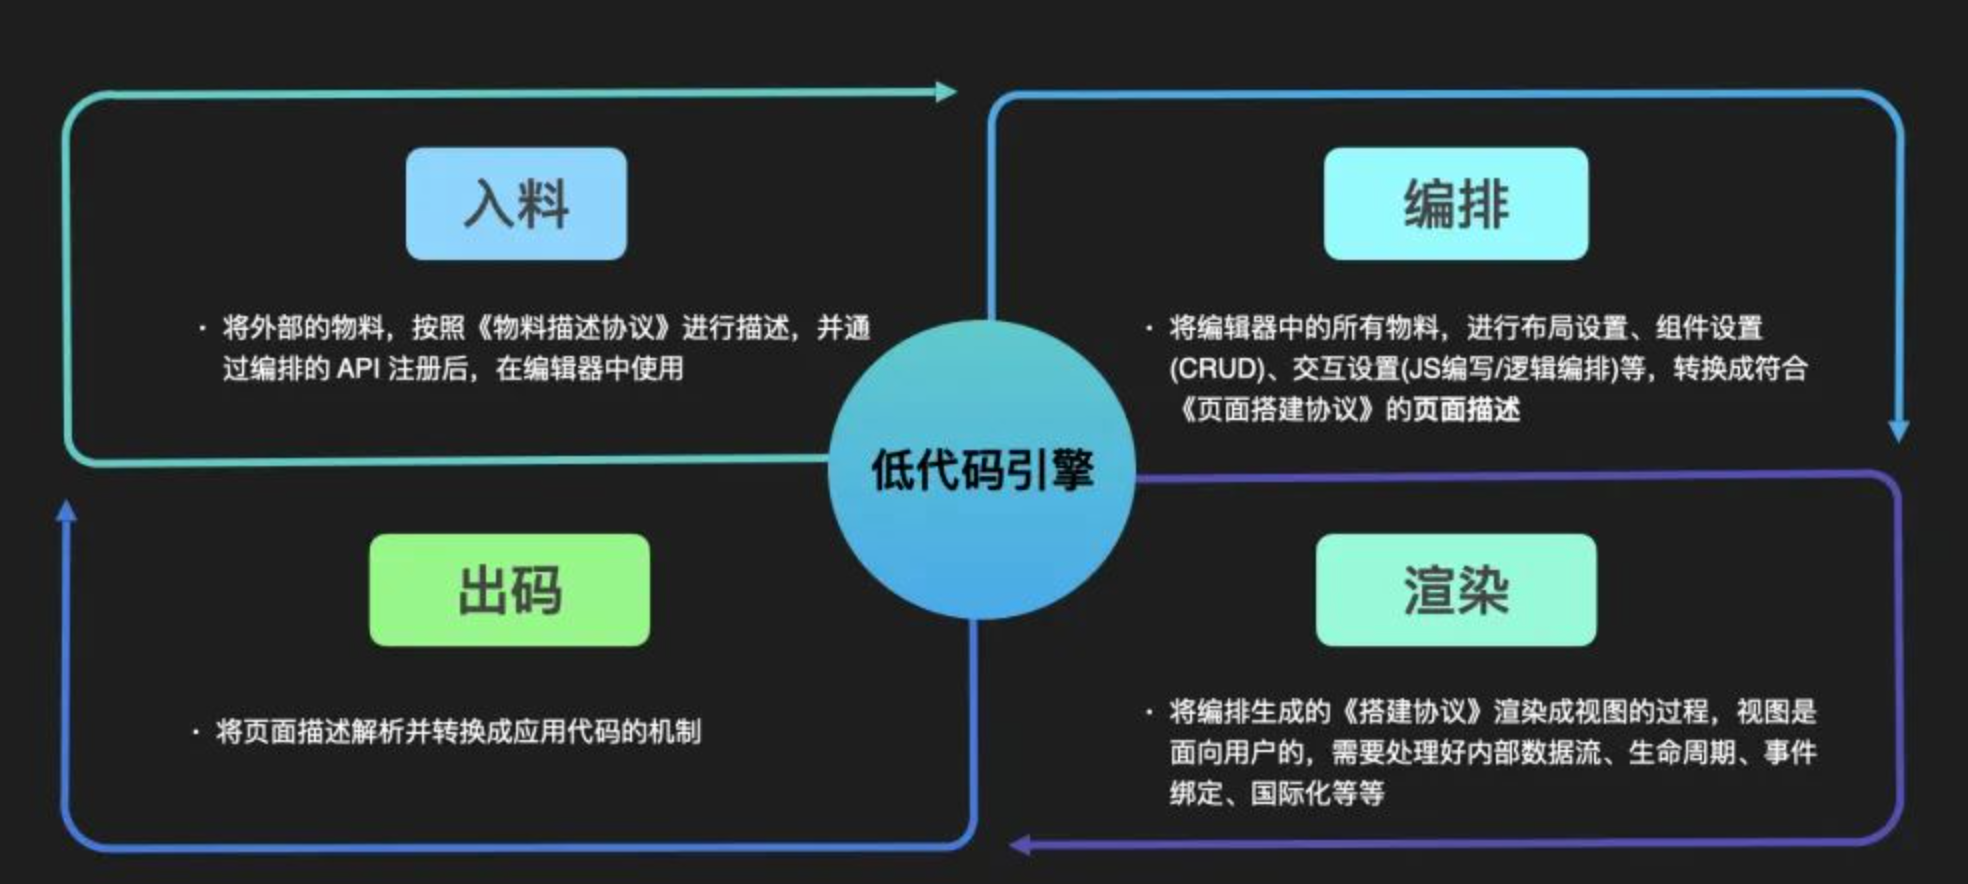 入料
· 将外部的物料，按照《物料描述协议》进行描述，并通
过编排的 API 注册后，在编辑器中使用
编排
· 将编辑器中的所有物料，进行布局设置、组件设置
(CRUD)、交互设置(JS编写/逻辑编排)等，转换成符合
《页面搭建协议》的页面描述
低代码引擎
出码
· 将页面描述解析并转换成应用代码的机制
渲染
· 将编排生成的《搭建协议》渲染成视图的过程，视图是
面向用户的，需要处理好内部数据流、生命周期、事件
绑定、国际化等等